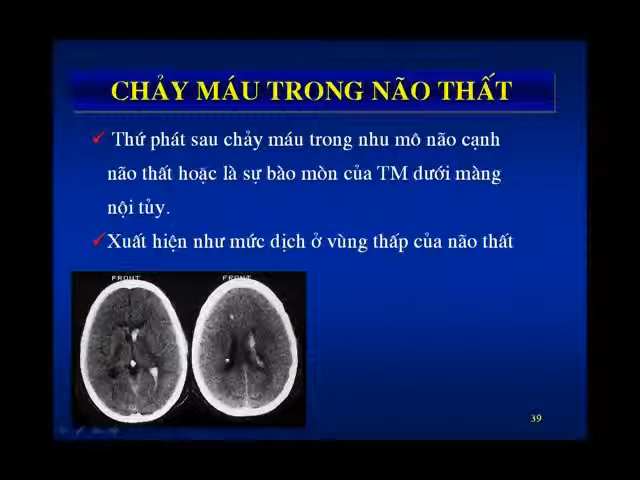 CHẢY MÁU TRONG NÃO THẤT
Thứ phát sau chảy máu trong nhu mô não cạnh
não thất hoặc là sự bào mòn của TM dưới màng
nội tủy.
Xuất hiện như mức dịch ở vùng thấp của não thất
FRONT FRONT
39